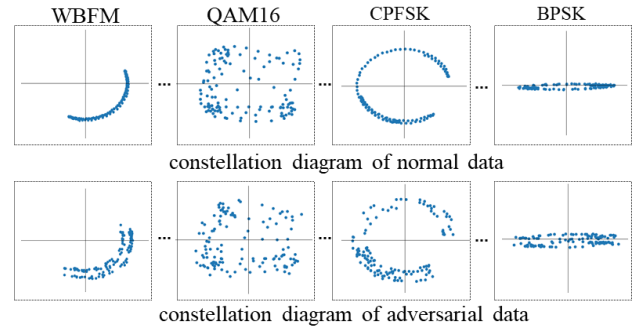 WBFM QAM16 CPFSK BPSK
... ... ...
constellation diagram of normal data
... ... ...
constellation diagram of adversarial data